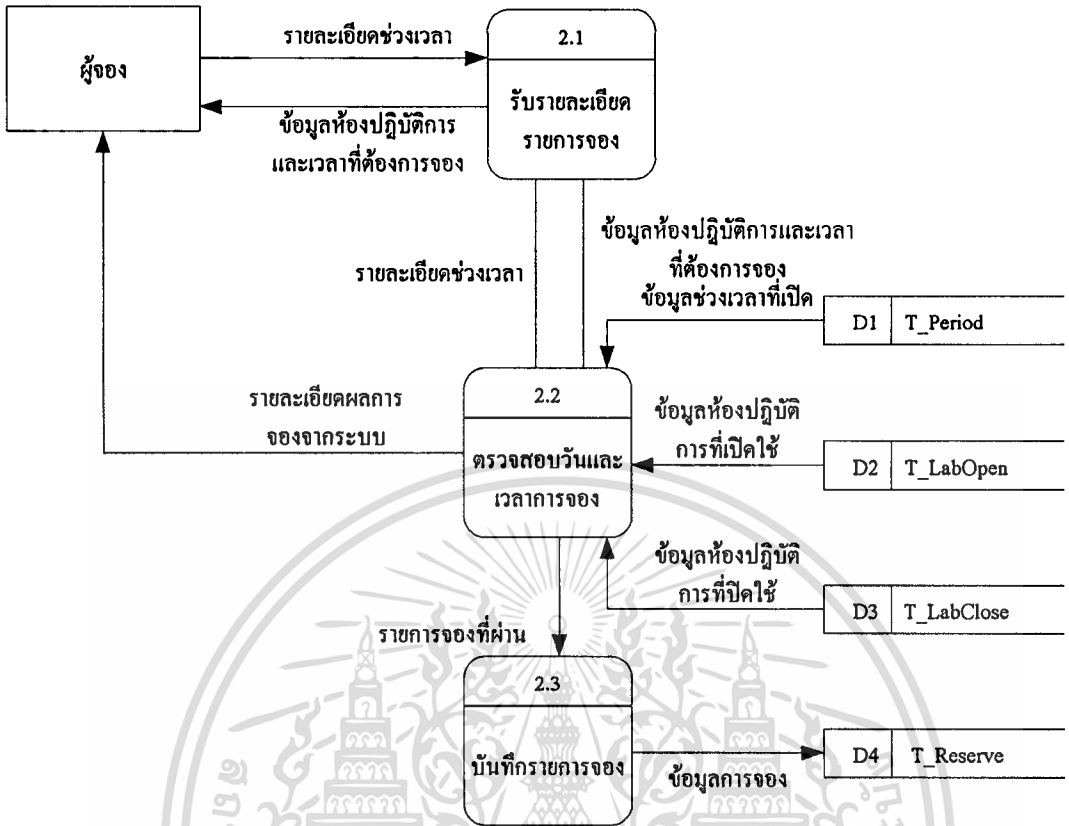 รายละเอียดช่วงเวลา
2.1
ผู้จอง
รับรายละเอียด
รายการจอง
ข้อมูลห้องปฏิบัติการ
และเวลาที่ต้องการจอง
ข้อมูลห้องปฏิบัติการและเวลา
ที่ต้องการจอง
รายละเอียดช่วงเวลา
ข้อมูลช่วงเวลาที่เปิด
D1 T_Period
2.2
รายละเอียดผลการ
จองจากระบบ
ตรวจสอบวันและ
เวลาการจอง
ข้อมูลห้องปฏิบัติ
การที่เปิดใช้
D2 T_LabOpen
ข้อมูลห้องปฏิบัติ
การที่ปิดใช้
D3 T_LabClose
รายการจองที่ผ่าน
2.3
บันทึกรายการจอง
ข้อมูลการจอง
D4 T_Reserve